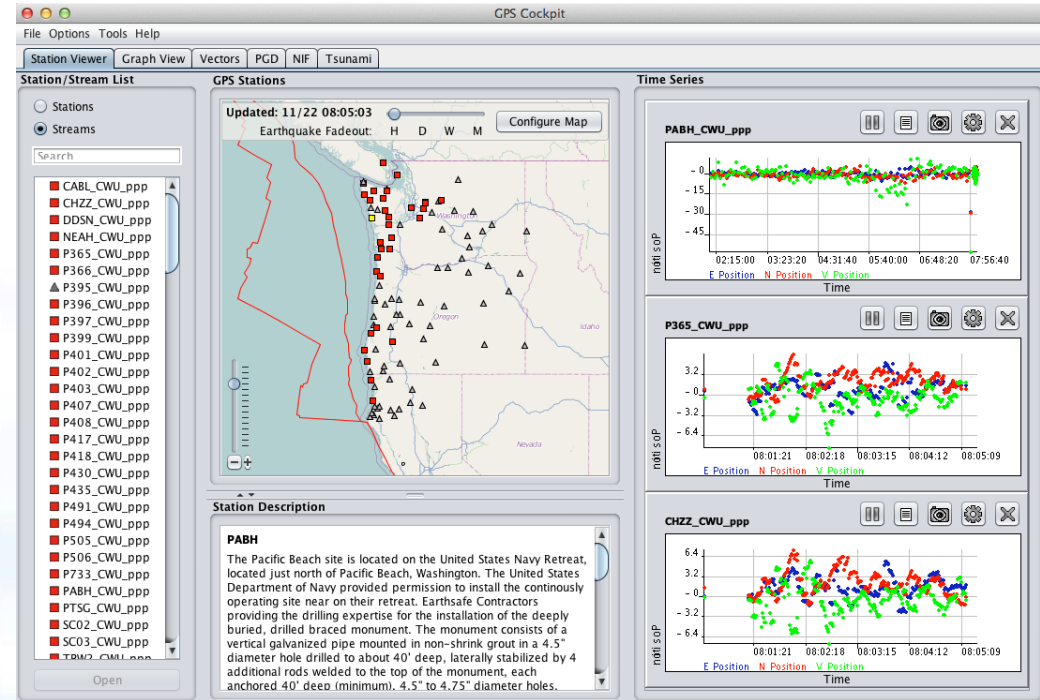 GPS Cockpit
File Options Tools Help
Station Viewer Graph View Vectors PGD NIF Tsunami
Station/Stream List
Stations
Streams
Search
CABL_CWU_ppp
CHZZ_CWU_ppp
DDSN_CWU_ppp
NEAH_CWU_ppp
P365_CWU_ppp
P366_CWU_ppp
P395_CWU_ppp
P396_CWU_ppp
P397_CWU_ppp
P399_CWU_ppp
P401_CWU_ppp
P402_CWU_ppp
P403_CWU_ppp
P407_CWU_ppp
P408_CWU_ppp
P417_CWU_ppp
P418_CWU_ppp
P430_CWU_ppp
P435_CWU_ppp
P491_CWU_ppp
P494_CWU_ppp
P505_CWU_ppp
P506_CWU_ppp
P733_CWU_ppp
PABH_CWU_ppp
PTSG_CWU_ppp
SC02_CWU_ppp
SC03_CWU_ppp
TRW2_CWU_ppp
Open
GPS Stations
Updated: 11/22 08:05:03
Earthquake Fadeout: H D W M
Configure Map
Washington
Oregon
Idaho
Nevada
Station Description
PABH
The Pacific Beach site is located on the United States Navy Retreat,
located just north of Pacific Beach, Washington. The United States
Department of Navy provided permission to install the continously
operating site near on their retreat. Earthsafe Contractors
providing the drilling expertise for the installation of the deeply
buried, drilled braced monument. The monument consists of a
vertical galvanized pipe mounted in non-shrink grout in a 4.5"
diameter hole drilled to about 40' deep, laterally stabilized by 4
additional rods welded to the top of the monument, each
anchored 40' deep (minimum), 4.5" to 4.75" diameter holes.
Time Series
PABH_CWU_ppp
- 0
- 15
- 30
- 45
02:15:00 03:23:20 04:31:40 05:40:00 06:48:20 07:56:40
E Position N Position V Position
Time
P365_CWU_ppp
3.2
- 0
- 3.2
- 6.4
08:01:21 08:02:18 08:03:15 08:04:12 08:05:09
E Position N Position V Position
Time
CHZZ_CWU_ppp
6.4
3.2
- 0
- 3.2
- 6.4
08:01:21 08:02:18 08:03:15 08:04:12 08:05:09
E Position N Position V Position
Time